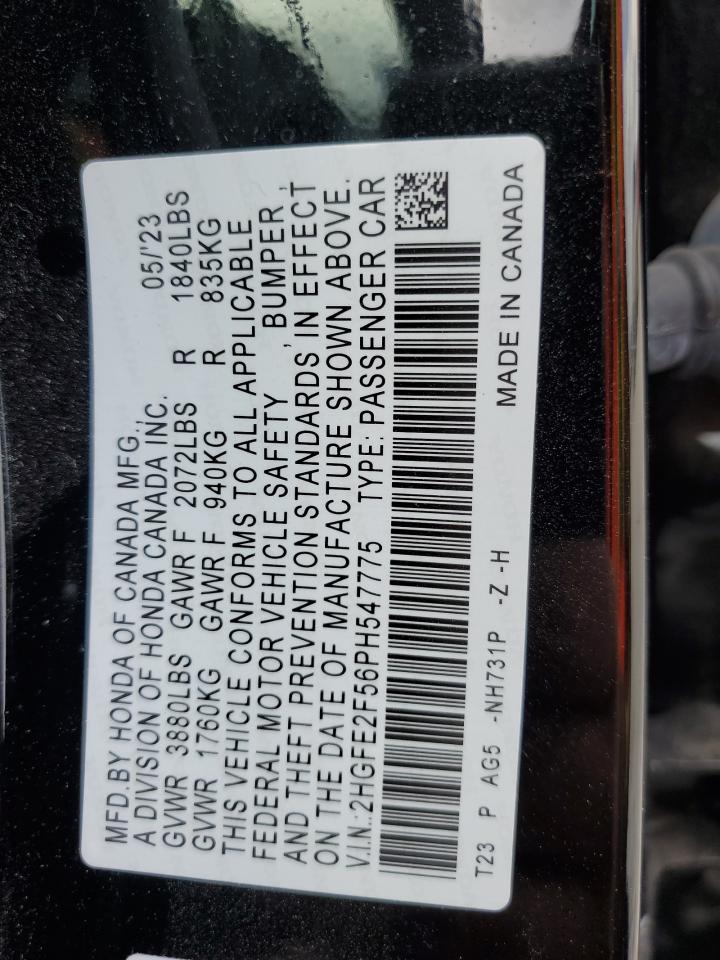 MFD.BY HONDA OF CANADA MFG.,
A DIVISION OF HONDA CANADA INC. 05/'23
GVWR 3880LBS GAWR F 2072LBS R 1840LBS
GVWR 1760KG GAWR F 940KG R 835KG
THIS VEHICLE CONFORMS TO ALL APPLICABLE
FEDERAL MOTOR VEHICLE SAFETY , BUMPER ,
AND THEFT PREVENTION STANDARDS IN EFFECT
ON THE DATE OF MANUFACTURE SHOWN ABOVE.
V.I.N.:2HGFE2F56PH547775 TYPE: PASSENGER CAR
T23 P AG5 -NH731P -Z -H MADE IN CANADA